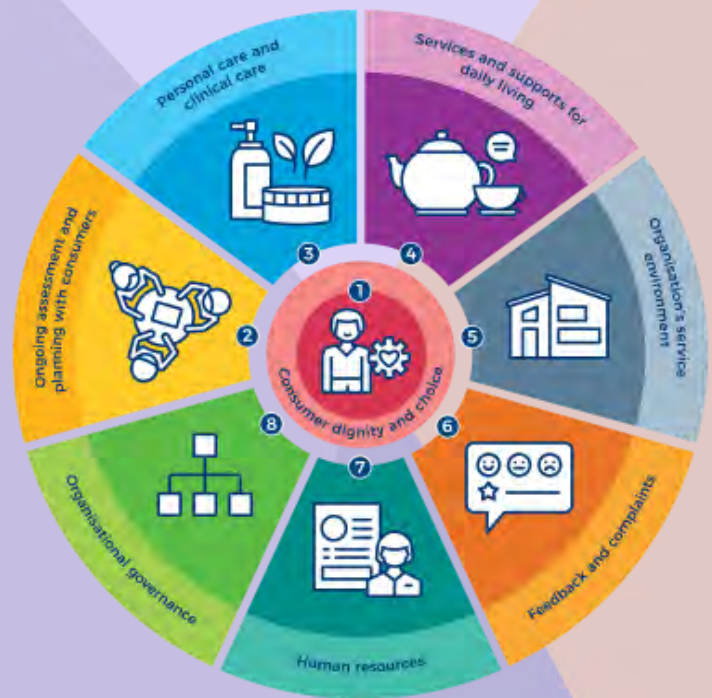 1
Consumer dignity and choice
2
Ongoing assessment and
planning with consumers
3
Personal care and
clinical care
4
Services and supports for
daily living
5
Organisation's service
environment
6
Feedback and complaints
7
Human resources
8
Organisational governance